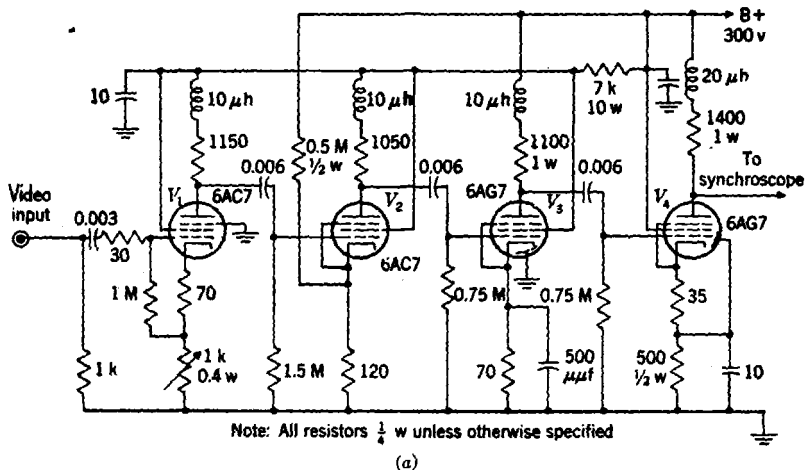 B+
300 v
10
10 μh
10 μh
10 μh
7 k
10 w
20 μh
1150
0.5 M
½ w
1050
1100
1 w
1400
1 w
0.006
0.006
0.006
To
synchroscope
Video
input
V₁
6AC7
V₂
6AC7
6AG7
V₃
V₄
6AG7
0.003
30
1 M
70
0.75 M
0.75 M
35
1 k
1 k
0.4 w
1.5 M
120
70
500
μμf
500
½ w
10
Note: All resistors ¼ w unless otherwise specified
(a)